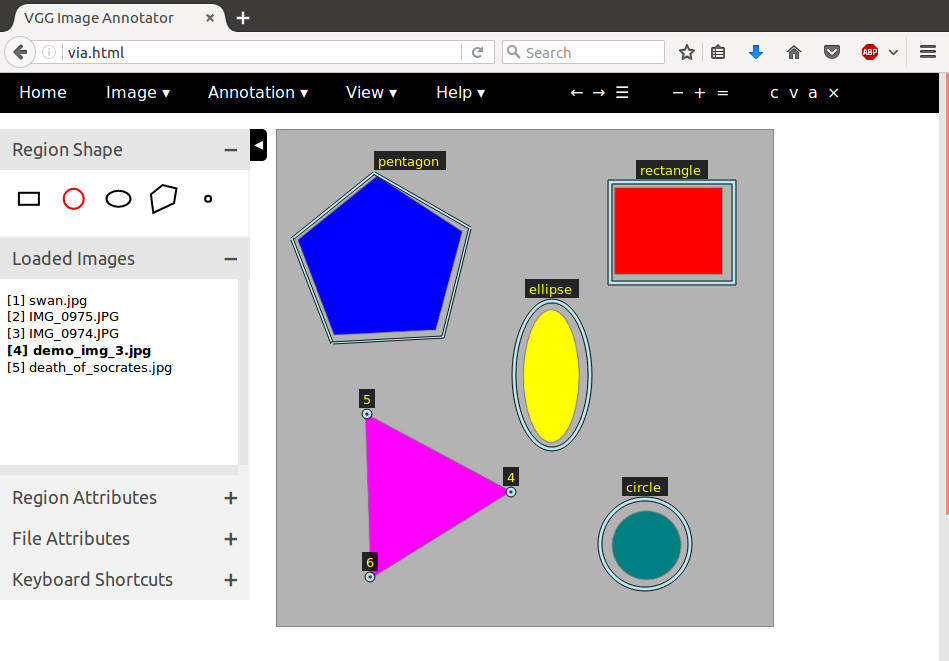 VGG Image Annotator × +
via.html
Search
ABP
Home Image ▾ Annotation ▾ View ▾ Help ▾ ← → ☰ − + = c v a ×
Region Shape −
Loaded Images −
[1] swan.jpg
[2] IMG_0975.JPG
[3] IMG_0974.JPG
[4] demo_img_3.jpg
[5] death_of_socrates.jpg
Region Attributes +
File Attributes +
Keyboard Shortcuts +
pentagon
rectangle
ellipse
5
4
circle
6